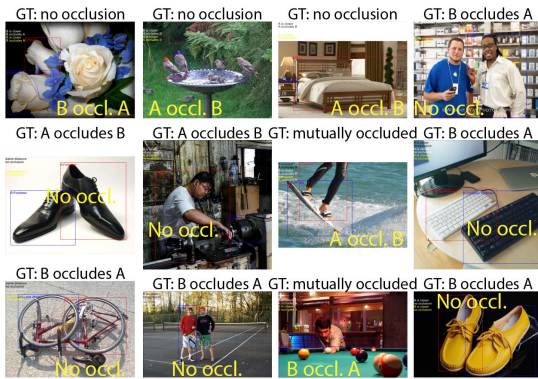 GT: no occlusion GT: no occlusion GT: no occlusion GT: B occludes A
B occl. A A occl. B A occl. B No occl.
GT: A occludes B GT: A occludes B GT: mutually occluded GT: B occludes A
No occl. No occl. A occl. B No occl.
GT: B occludes A GT: B occludes A GT: mutually occluded GT: B occludes A
No occl. No occl. B occl. A No occl.